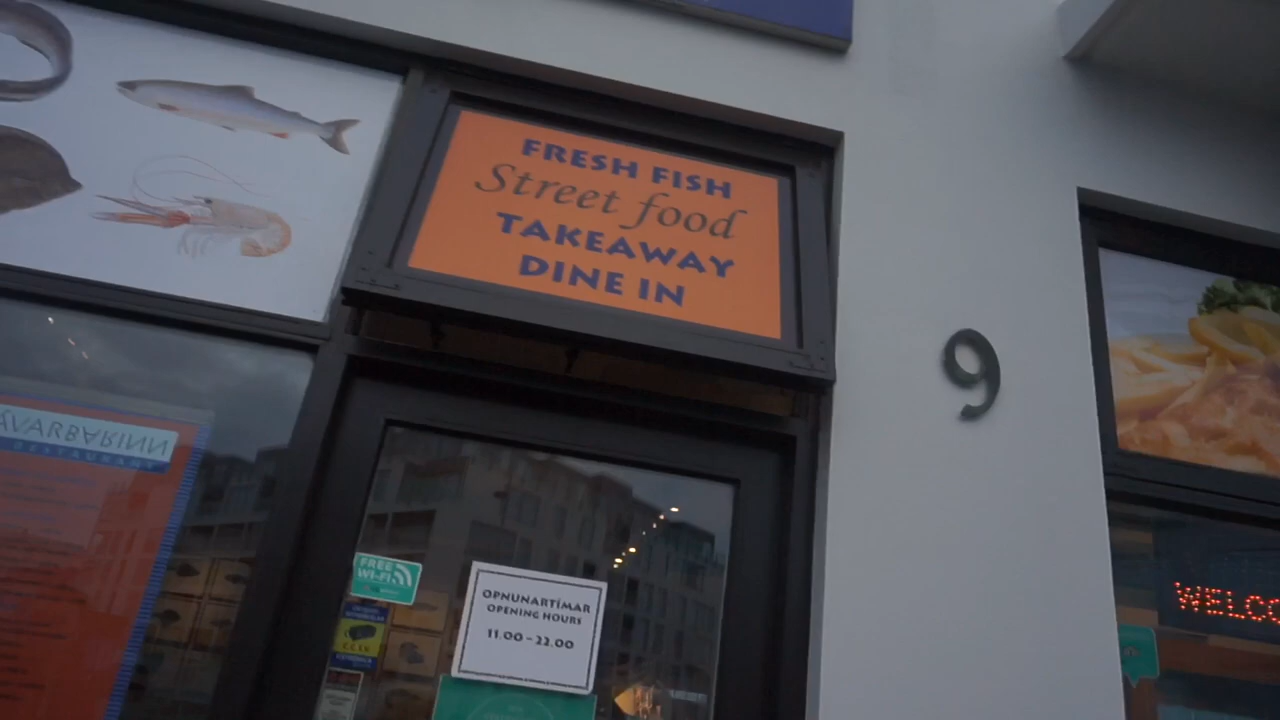 FRESH FISH
Street food
TAKEAWAY
DINE IN
9
ÁVARBARINN
RESTAURANT
FREE
WI-FI
OPNUNARTÍMAR
OPENING HOURS
11.00 - 22.00
WELCO